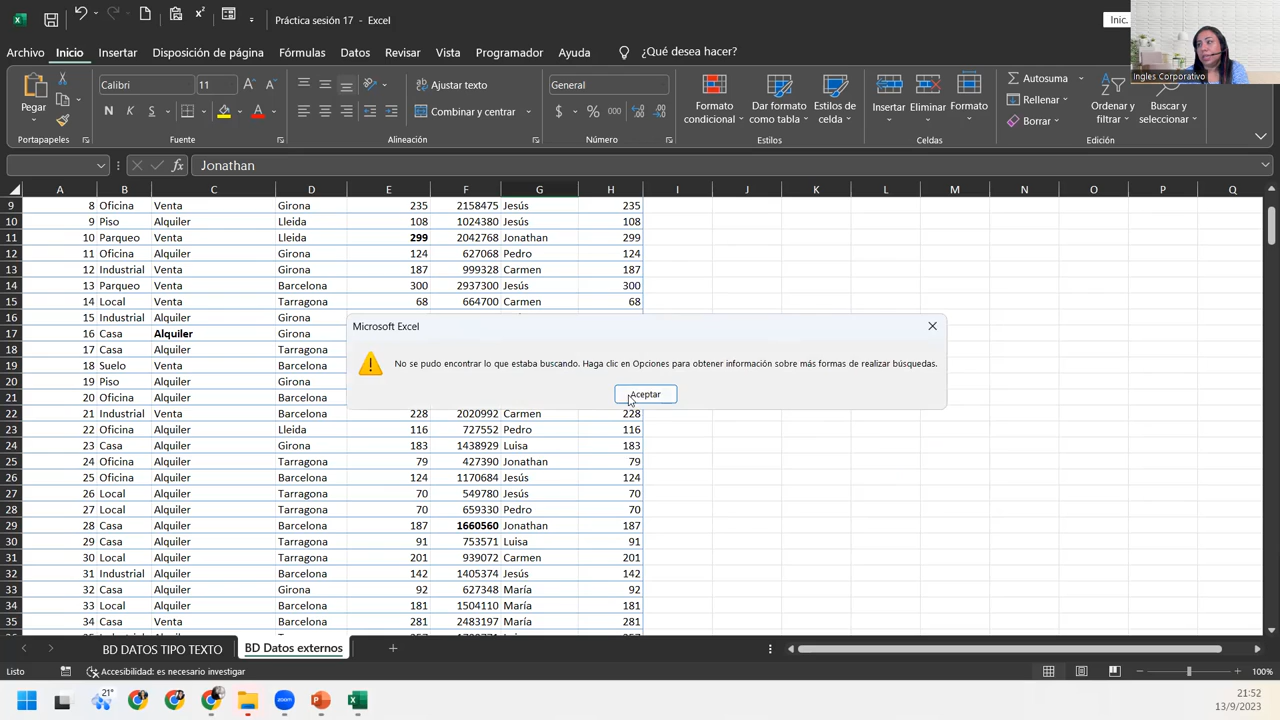 Práctica sesión 17 - Excel
Inic.
Archivo Inicio Insertar Disposición de página Fórmulas Datos Revisar Vista Programador Ayuda ¿Qué desea hacer?
Ingles Corporativo
Pegar
Calibri 11
Ajustar texto
General
Formato condicional
Dar formato como tabla
Estilos de celda
Insertar Eliminar Formato
Autosuma
Rellenar
Borrar
Ordenar y filtrar
Buscar y seleccionar
N K S
Combinar y centrar
$ %
Portapapeles Fuente Alineación Número Estilos Celdas Edición
fx Jonathan
A B C D E F G H I J K L M N O P Q
9 8 Oficina Venta Girona 235 2158475 Jesús 235
10 9 Piso Alquiler Lleida 108 1024380 Jesús 108
11 10 Parqueo Venta Lleida 299 2042768 Jonathan 299
12 11 Oficina Alquiler Girona 124 627068 Pedro 124
13 12 Industrial Venta Girona 187 999328 Carmen 187
14 13 Parqueo Venta Barcelona 300 2937300 Jesús 300
15 14 Local Venta Tarragona 68 664700 Carmen 68
16 15 Industrial Alquiler Girona
17 16 Casa Alquiler Girona
18 17 Casa Alquiler Tarragona
19 18 Suelo Venta Barcelona
20 19 Piso Alquiler Girona
21 20 Oficina Alquiler Barcelona
Microsoft Excel
No se pudo encontrar lo que estaba buscando. Haga clic en Opciones para obtener información sobre más formas de realizar búsquedas.
Aceptar
22 21 Industrial Venta Barcelona 228 2020992 Carmen 228
23 22 Oficina Alquiler Lleida 116 727552 Pedro 116
24 23 Casa Alquiler Girona 183 1438929 Luisa 183
25 24 Oficina Alquiler Tarragona 79 427390 Jonathan 79
26 25 Oficina Alquiler Barcelona 124 1170684 Jesús 124
27 26 Local Alquiler Tarragona 70 549780 Jesús 70
28 27 Local Alquiler Tarragona 70 659330 Pedro 70
29 28 Casa Alquiler Barcelona 187 1660560 Jonathan 187
30 29 Casa Alquiler Tarragona 91 753571 Luisa 91
31 30 Local Alquiler Tarragona 201 939072 Carmen 201
32 31 Industrial Alquiler Barcelona 142 1405374 Jesús 142
33 32 Casa Alquiler Girona 92 627348 María 92
34 33 Local Alquiler Barcelona 181 1504110 María 181
35 34 Casa Venta Barcelona 281 2483197 María 281
BD DATOS TIPO TEXTO BD Datos externos
Listo Accesibilidad: es necesario investigar 100%
21°
zoom
21:52
13/9/2023